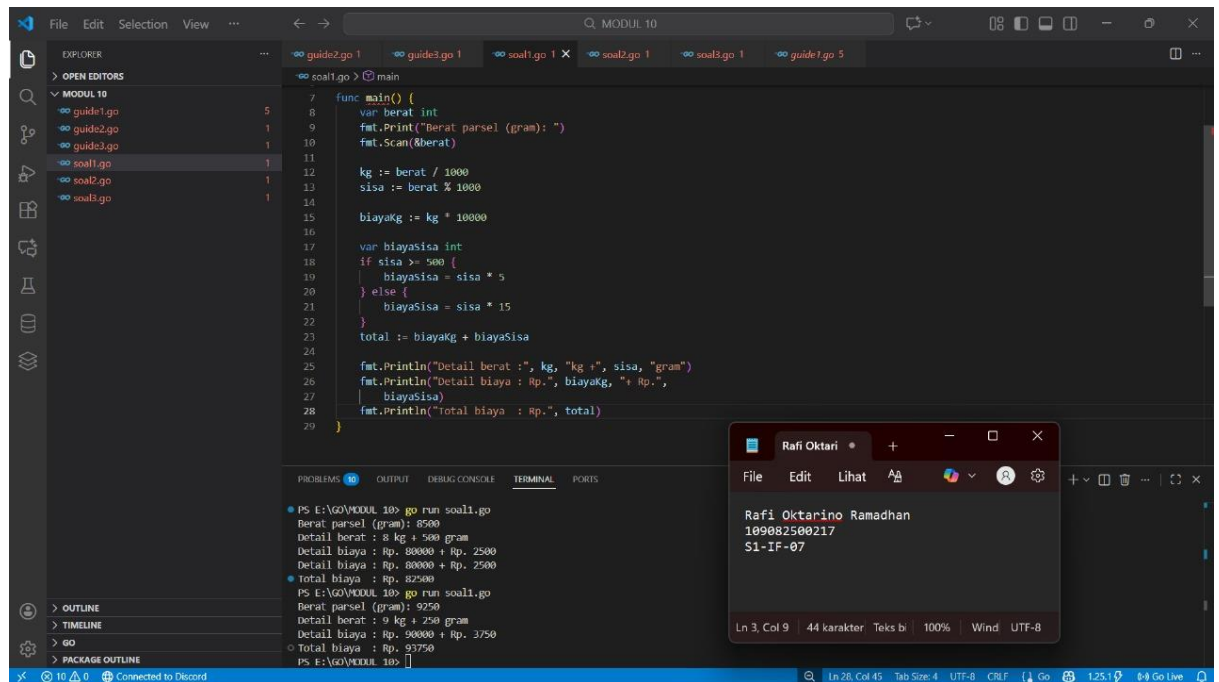 File Edit Selection View ... MODUL 10
EXPLORER ...
> OPEN EDITORS
MODUL 10
guide1.go 5
guide2.go 1
guide3.go 1
soal1.go 1
soal2.go 1
soal3.go 1
> OUTLINE
> TIMELINE
> GO
> PACKAGE OUTLINE
guide2.go 1 guide3.go 1 soal1.go 1 soal2.go 1 soal3.go 1 guide1.go 5 ...
soal1.go > main
7 func main() {
8 var berat int
9 fmt.Print("Berat parsel (gram): ")
10 fmt.Scan(&berat)
11
12 kg := berat / 1000
13 sisa := berat % 1000
14
15 biayaKg := kg * 10000
16
17 var biayaSisa int
18 if sisa >= 500 {
19 biayaSisa = sisa * 5
20 } else {
21 biayaSisa = sisa * 15
22 }
23 total := biayaKg + biayaSisa
24
25 fmt.Println("Detail berat :", kg, "kg +", sisa, "gram")
26 fmt.Println("Detail biaya : Rp.", biayaKg, "+ Rp.",
27 biayaSisa)
28 fmt.Println("Total biaya  : Rp.", total)
29 }
PROBLEMS 10 OUTPUT DEBUG CONSOLE TERMINAL PORTS
PS E:\GO\MODUL 10> go run soal1.go
Berat parsel (gram): 8500
Detail berat : 8 kg + 500 gram
Detail biaya : Rp. 80000 + Rp. 2500
Detail biaya : Rp. 80000 + Rp. 2500
Total biaya  : Rp. 82500
PS E:\GO\MODUL 10> go run soal1.go
Berat parsel (gram): 9250
Detail berat : 9 kg + 250 gram
Detail biaya : Rp. 90000 + Rp. 3750
Total biaya  : Rp. 93750
PS E:\GO\MODUL 10>
Rafi Oktari
File Edit Lihat
Rafi Oktarino Ramadhan
109082500217
S1-IF-07
Ln 3, Col 9 44 karakter Teks bi 100% Wind UTF-8
10 0 Connected to Discord Ln 28, Col 45 Tab Size: 4 UTF-8 CRLF Go 1.25.1 Go Live